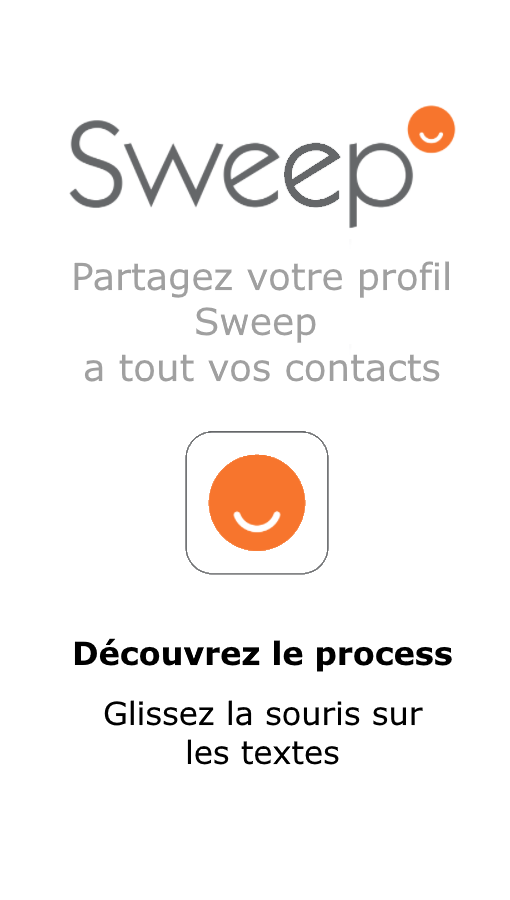 Sweep
Partagez votre profil
Sweep
a tout vos contacts
Découvrez le process
Glissez la souris sur
les textes